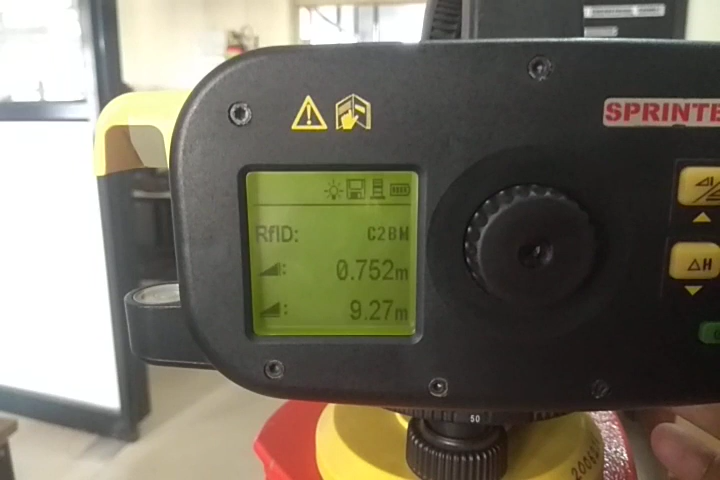 SPRINTE
RfID: C2BM
: 0.752m
: 9.27m
ΔH
50